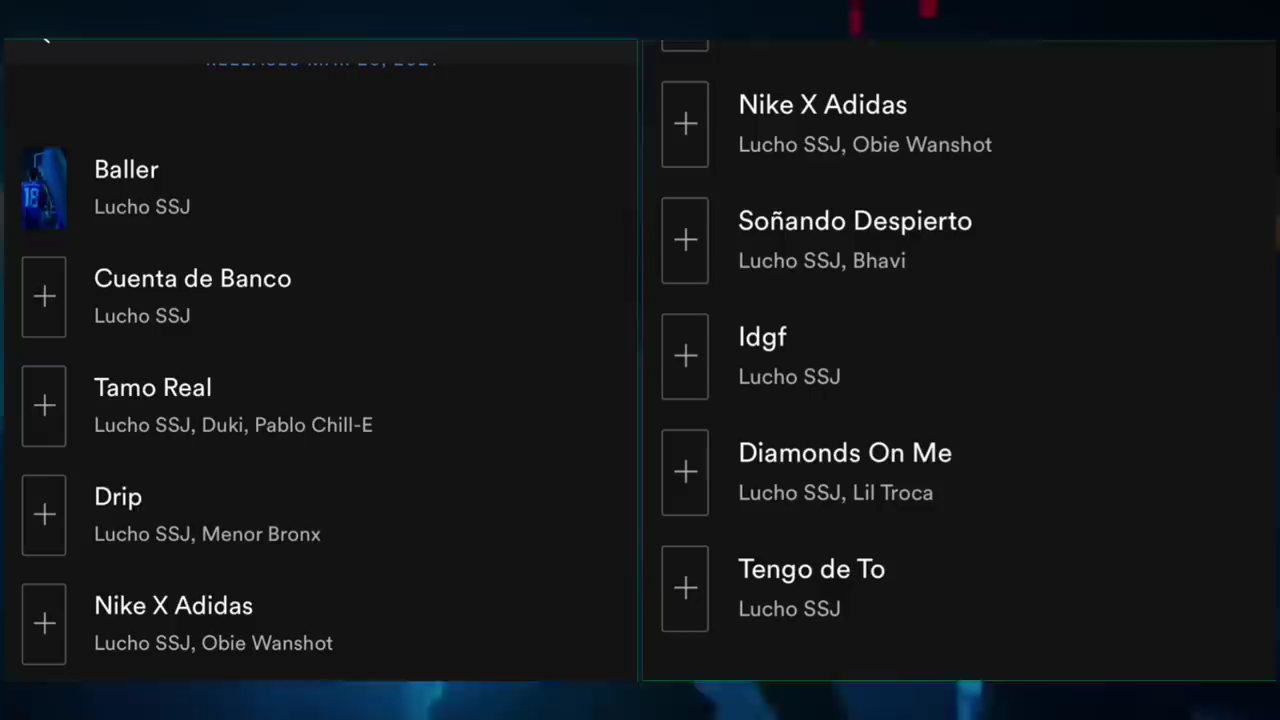 Baller
Lucho SSJ
Cuenta de Banco
Lucho SSJ
Tamo Real
Lucho SSJ, Duki, Pablo Chill-E
Drip
Lucho SSJ, Menor Bronx
Nike X Adidas
Lucho SSJ, Obie Wanshot
Nike X Adidas
Lucho SSJ, Obie Wanshot
Soñando Despierto
Lucho SSJ, Bhavi
Idgf
Lucho SSJ
Diamonds On Me
Lucho SSJ, Lil Troca
Tengo de To
Lucho SSJ
18